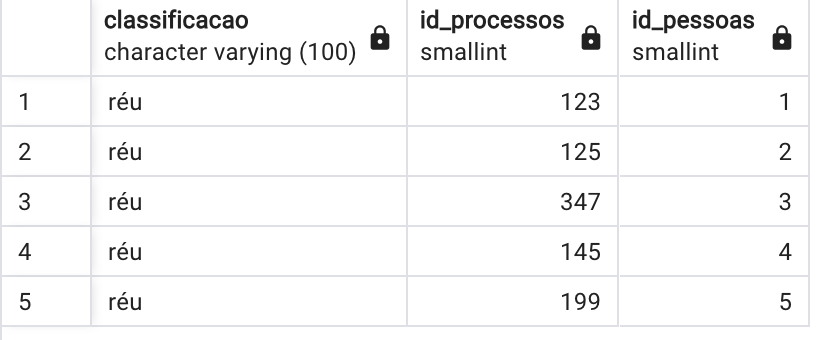 classificacao id_processos id_pessoas
character varying (100) smallint smallint
1 réu 123 1
2 réu 125 2
3 réu 347 3
4 réu 145 4
5 réu 199 5